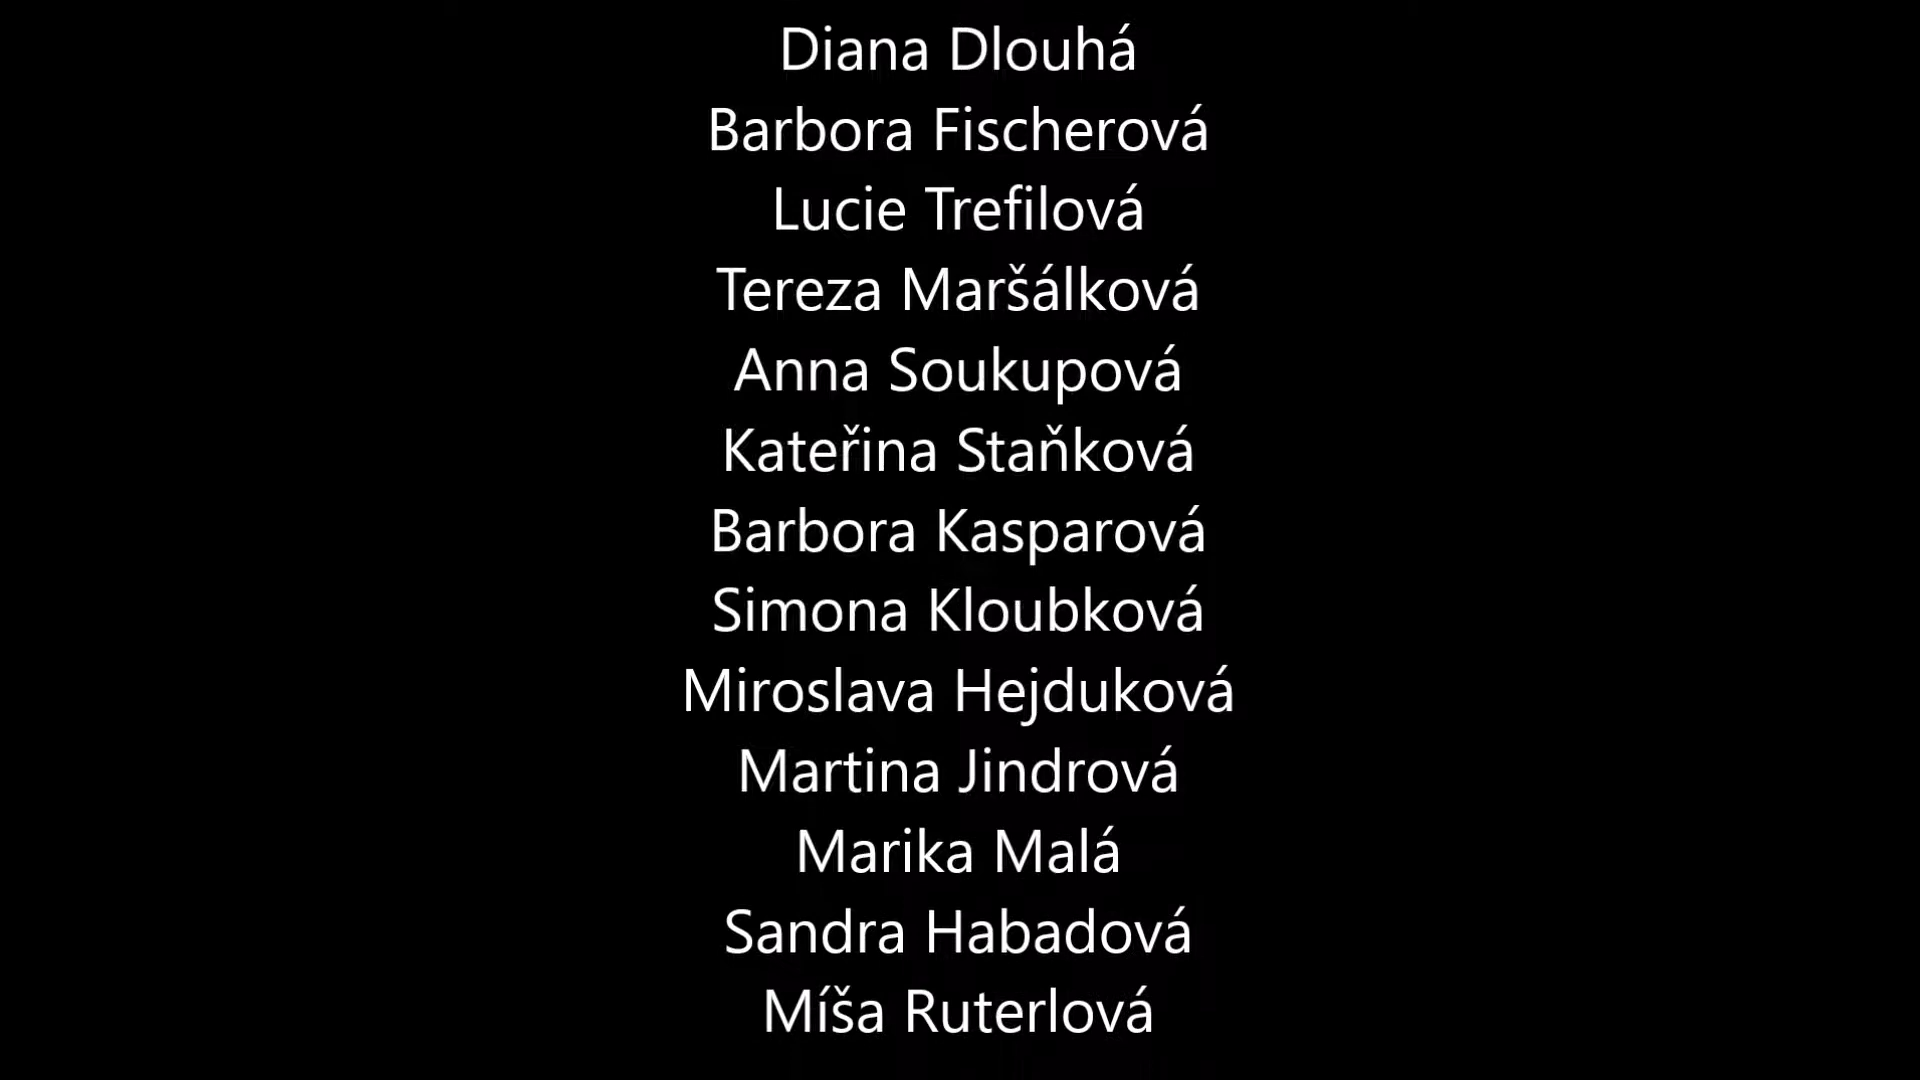 Diana Dlouhá
Barbora Fischerová
Lucie Trefilová
Tereza Maršálková
Anna Soukupová
Kateřina Staňková
Barbora Kasparová
Simona Kloubková
Miroslava Hejduková
Martina Jindrová
Marika Malá
Sandra Habadová
Míša Ruterlová